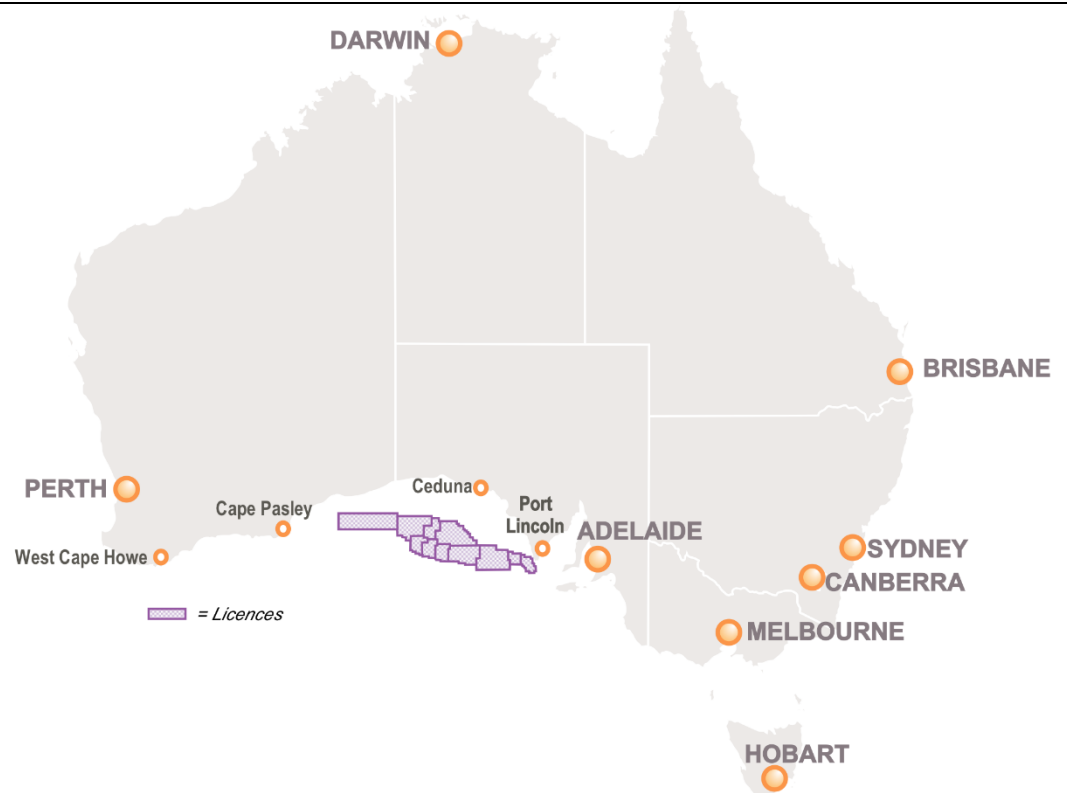 DARWIN
BRISBANE
PERTH
Ceduna
Cape Pasley
Port
Lincoln
ADELAIDE
West Cape Howe
SYDNEY
CANBERRA
= Licences
MELBOURNE
HOBART